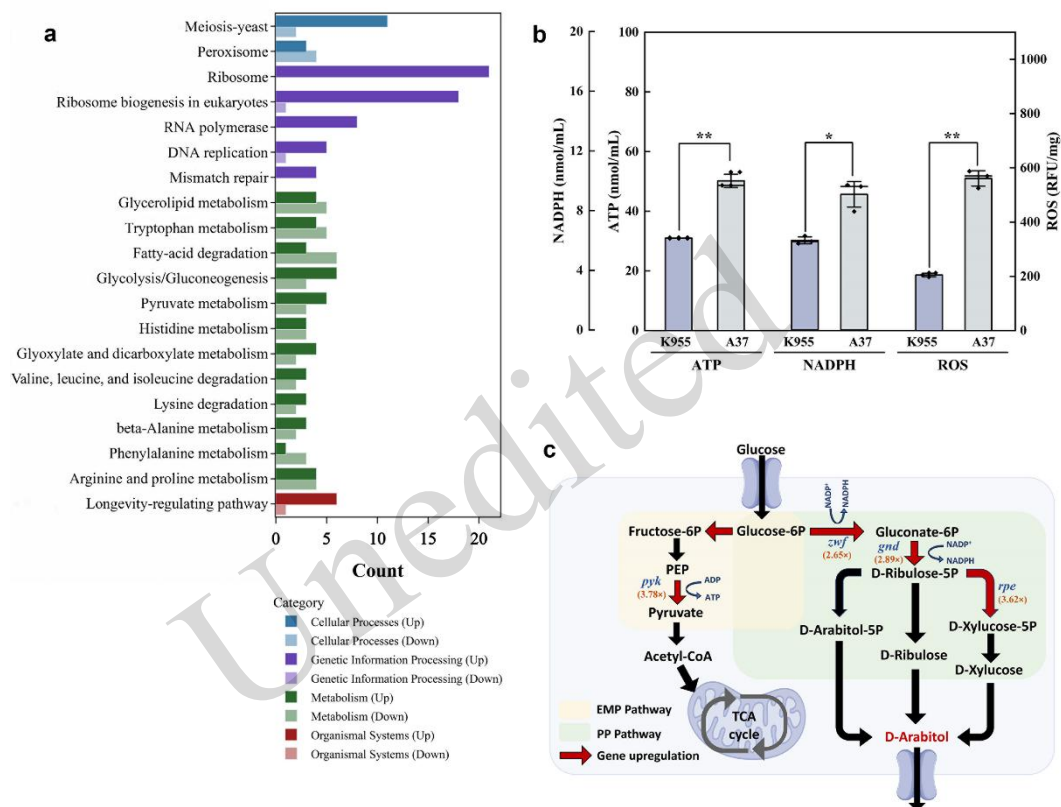 a
Meiosis-yeast
Peroxisome
Ribosome
Ribosome biogenesis in eukaryotes
RNA polymerase
DNA replication
Mismatch repair
Glycerolipid metabolism
Tryptophan metabolism
Fatty-acid degradation
Glycolysis/Gluconeogenesis
Pyruvate metabolism
Histidine metabolism
Glyoxylate and dicarboxylate metabolism
Valine, leucine, and isoleucine degradation
Lysine degradation
beta-Alanine metabolism
Phenylalanine metabolism
Arginine and proline metabolism
Longevity-regulating pathway
0 5 10 15 20
Count
Category
Cellular Processes (Up)
Cellular Processes (Down)
Genetic Information Processing (Up)
Genetic Information Processing (Down)
Metabolism (Up)
Metabolism (Down)
Organismal Systems (Up)
Organismal Systems (Down)
b
NADPH (nmol/mL)
20
16
12
8
4
0
ATP (nmol/mL)
100
80
60
40
20
0
ROS (RFU/mg)
1000
800
600
400
200
0
** * **
K955 A37 K955 A37 K955 A37
ATP NADPH ROS
c
Glucose
NADP+ NADPH
Fructose-6P Glucose-6P Gluconate-6P
zwf
(2.65×)
gnd
(2.89×)
NADP+
NADPH
PEP
D-Ribulose-5P
pyk
(3.78×)
ADP
ATP
rpe
(3.62×)
Pyruvate
D-Arabitol-5P
D-Xylucose-5P
Acetyl-CoA
D-Ribulose
D-Xylucose
TCA
cycle
D-Arabitol
EMP Pathway
PP Pathway
Gene upregulation
Unedited